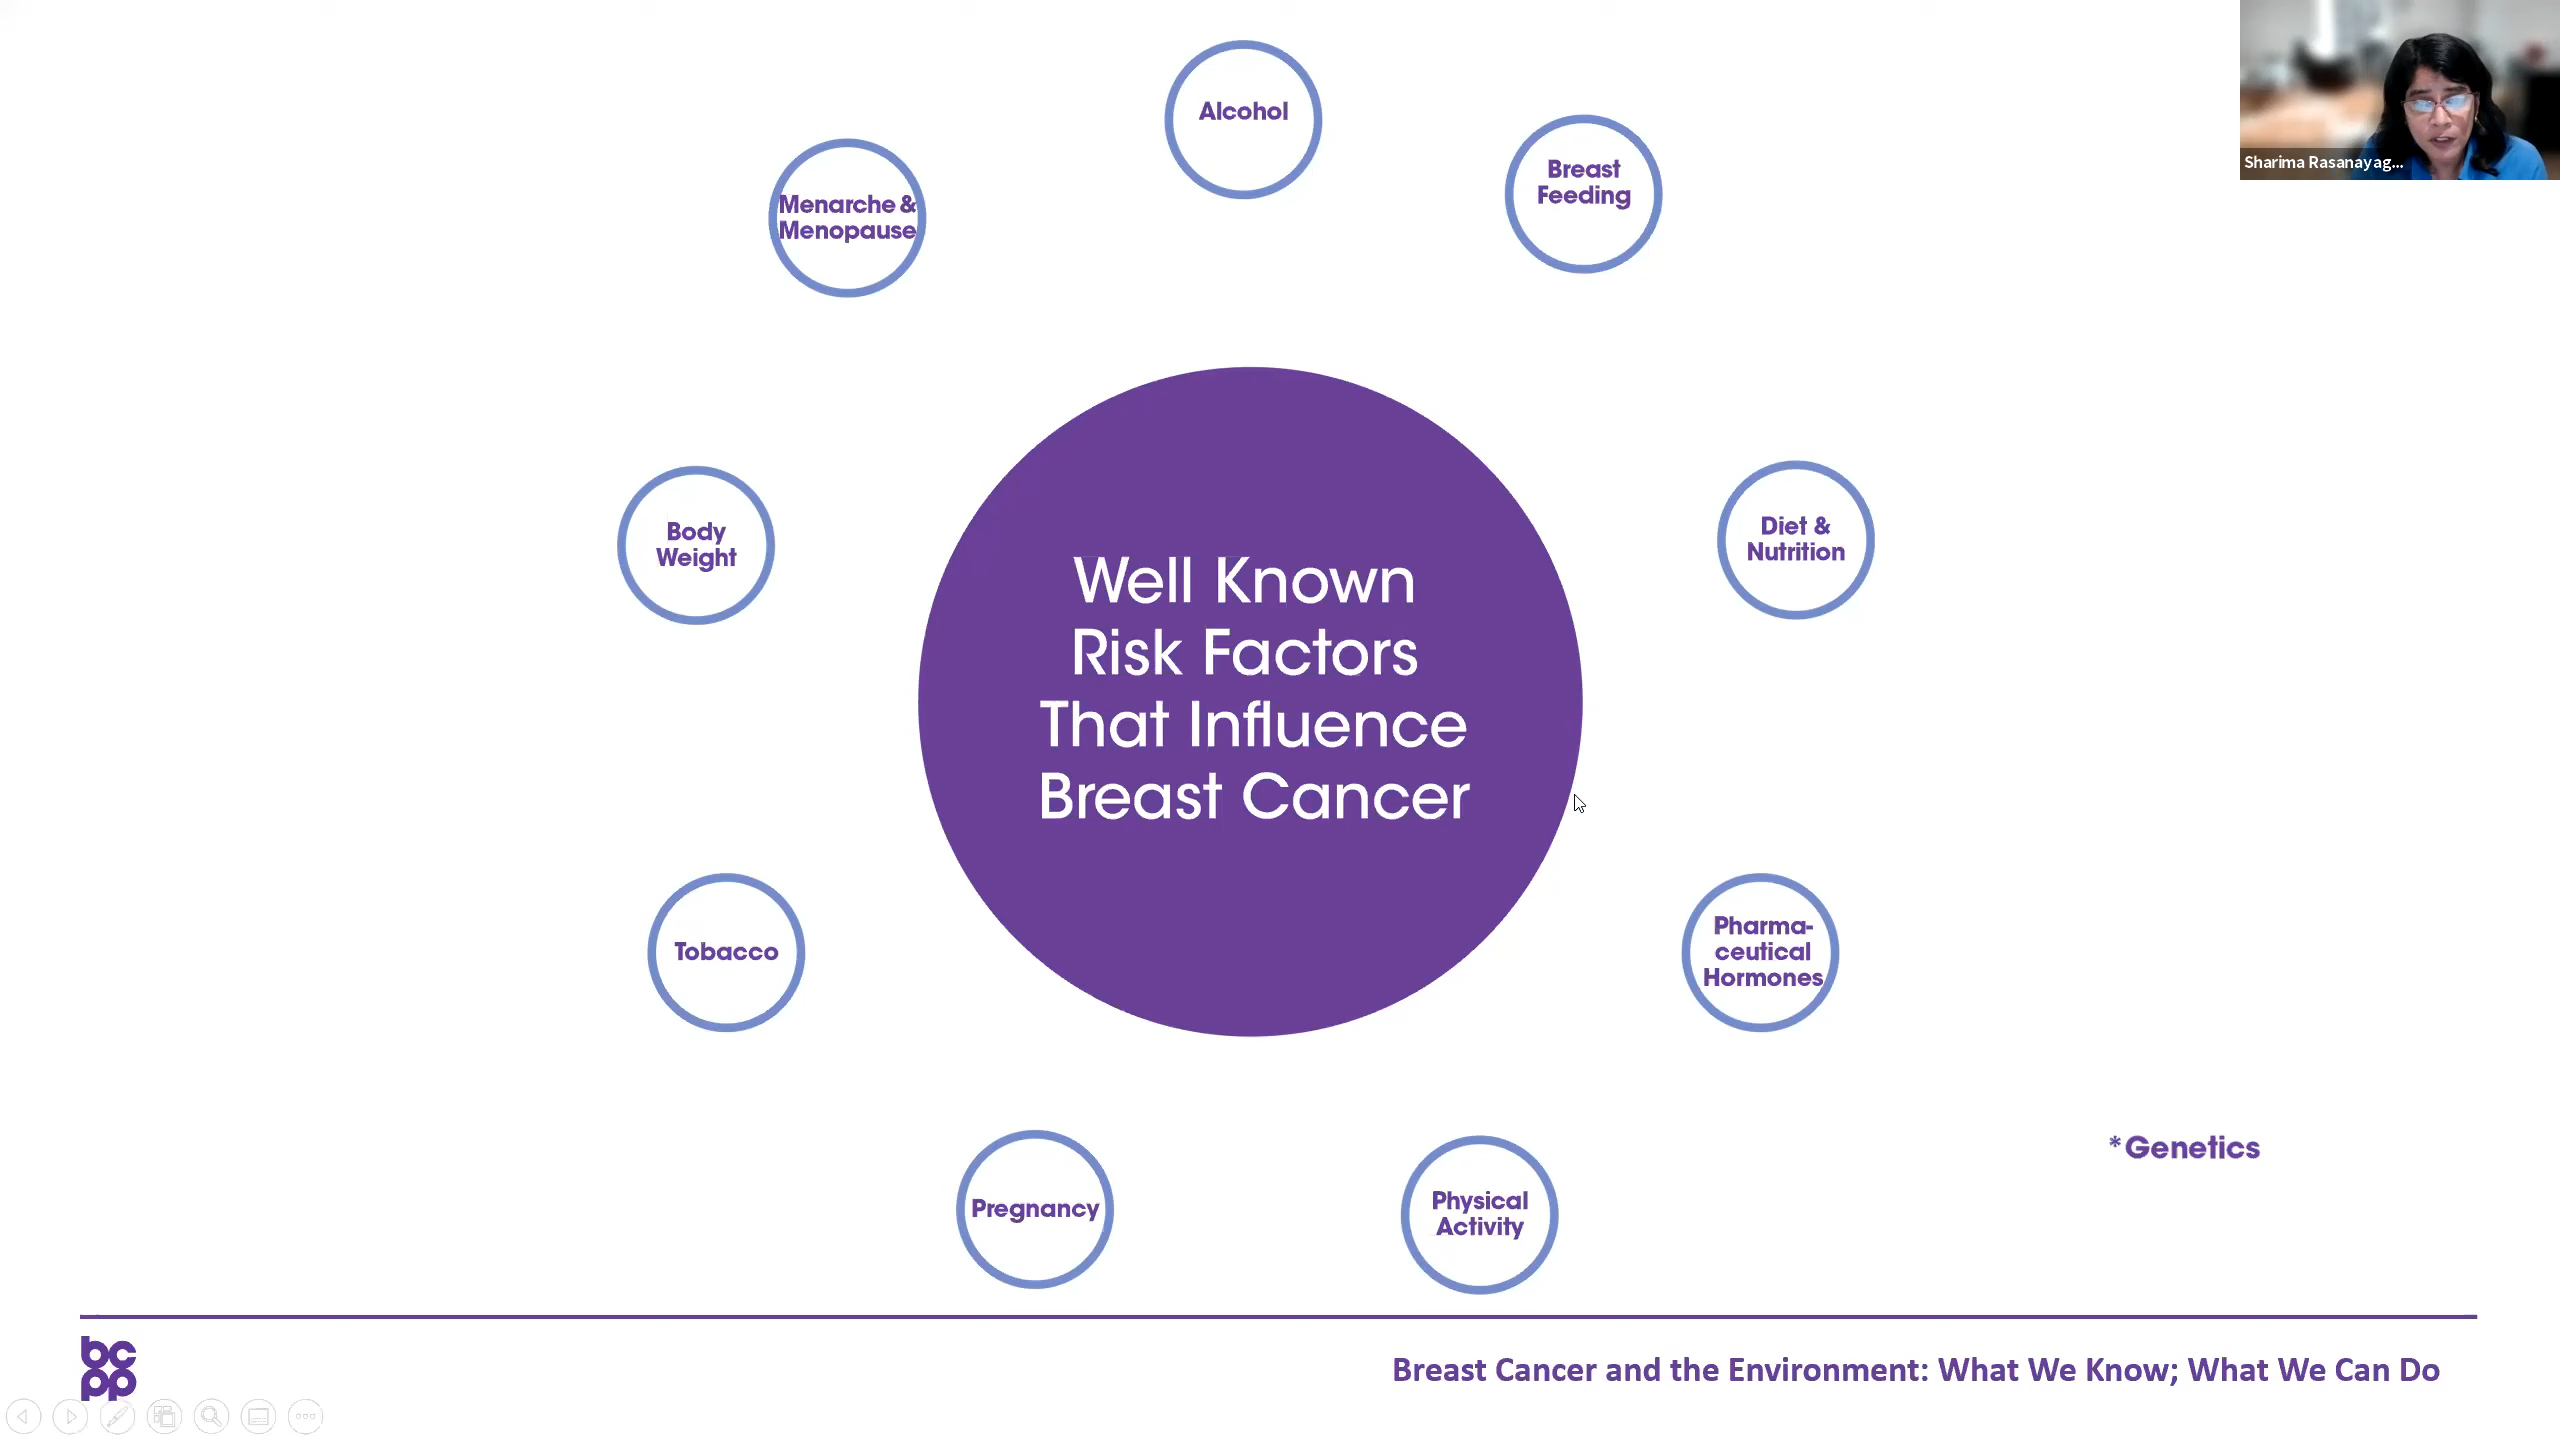 Alcohol
Breast
Feeding
Menarche &
Menopause
Sharima Rasanayag...
Body
Weight
Diet &
Nutrition
Well Known
Risk Factors
That Influence
Breast Cancer
Tobacco
Pharma-
ceutical
Hormones
Pregnancy
Physical
Activity
*Genetics
bc
pp
Breast Cancer and the Environment: What We Know; What We Can Do